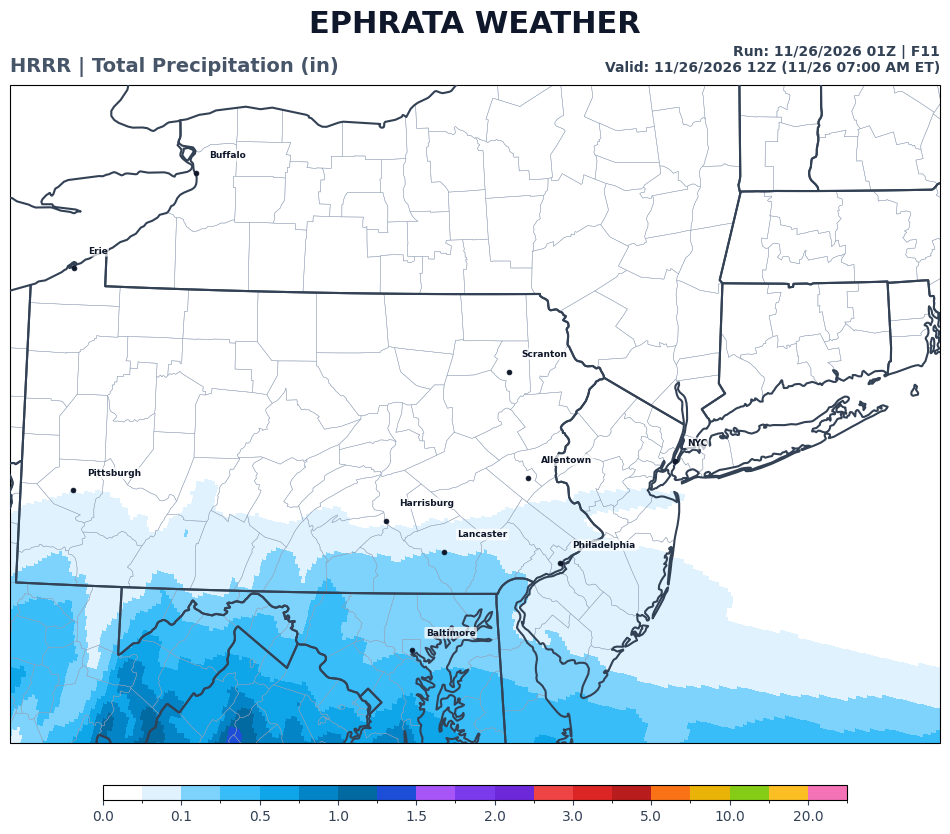 EPHRATA WEATHER
HRRR | Total Precipitation (in)
Run: 11/26/2026 01Z | F11
Valid: 11/26/2026 12Z (11/26 07:00 AM ET)
Buffalo
Erie
Scranton
NYC
Allentown
Pittsburgh
Harrisburg
Lancaster
Philadelphia
Baltimore
0.0 0.1 0.5 1.0 1.5 2.0 3.0 5.0 10.0 20.0